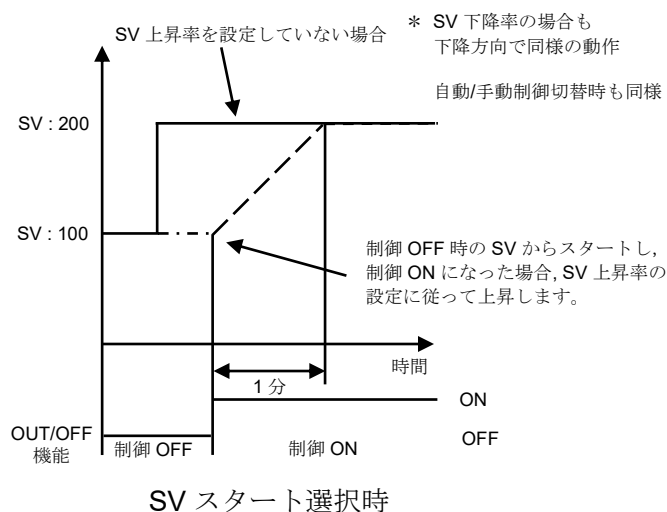 SV 上昇率を設定していない場合
＊ SV 下降率の場合も
下降方向で同様の動作
自動/手動制御切替時も同様
SV : 200
SV : 100
制御 OFF 時の SV からスタートし,
制御 ON になった場合, SV 上昇率の
設定に従って上昇します。
時間
1 分
ON
OUT/OFF
機能
制御 OFF
制御 ON
OFF
SV スタート選択時